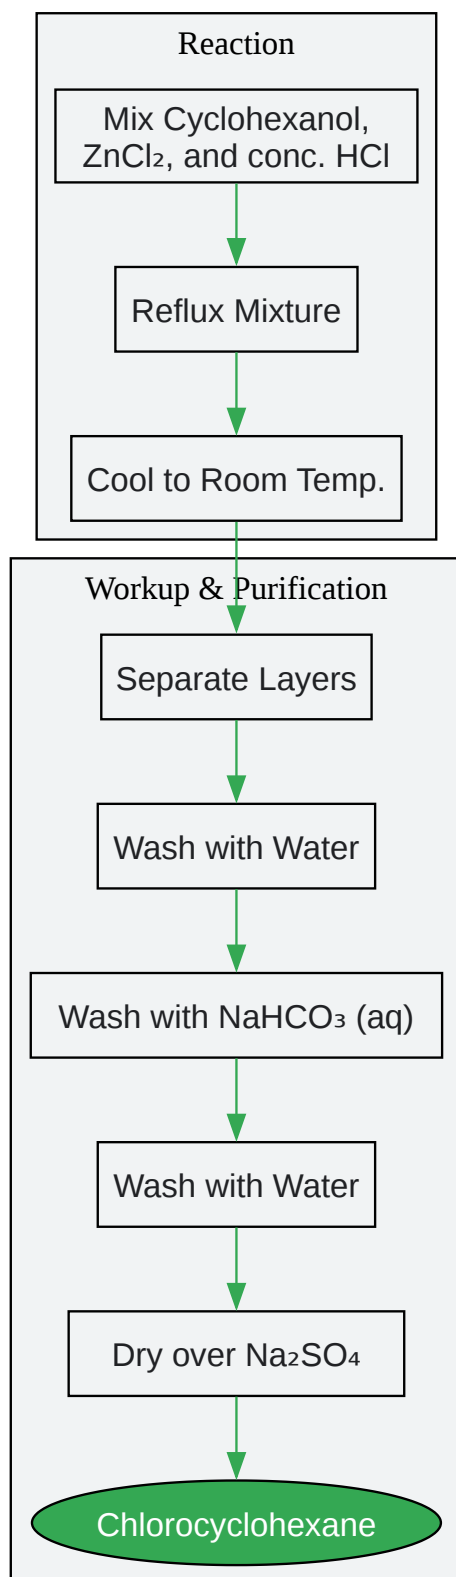 Reaction
Mix Cyclohexanol,
ZnCl₂, and conc. HCl
Reflux Mixture
Cool to Room Temp.
Workup & Purification
Separate Layers
Wash with Water
Wash with NaHCO₃ (aq)
Wash with Water
Dry over Na₂SO₄
Chlorocyclohexane